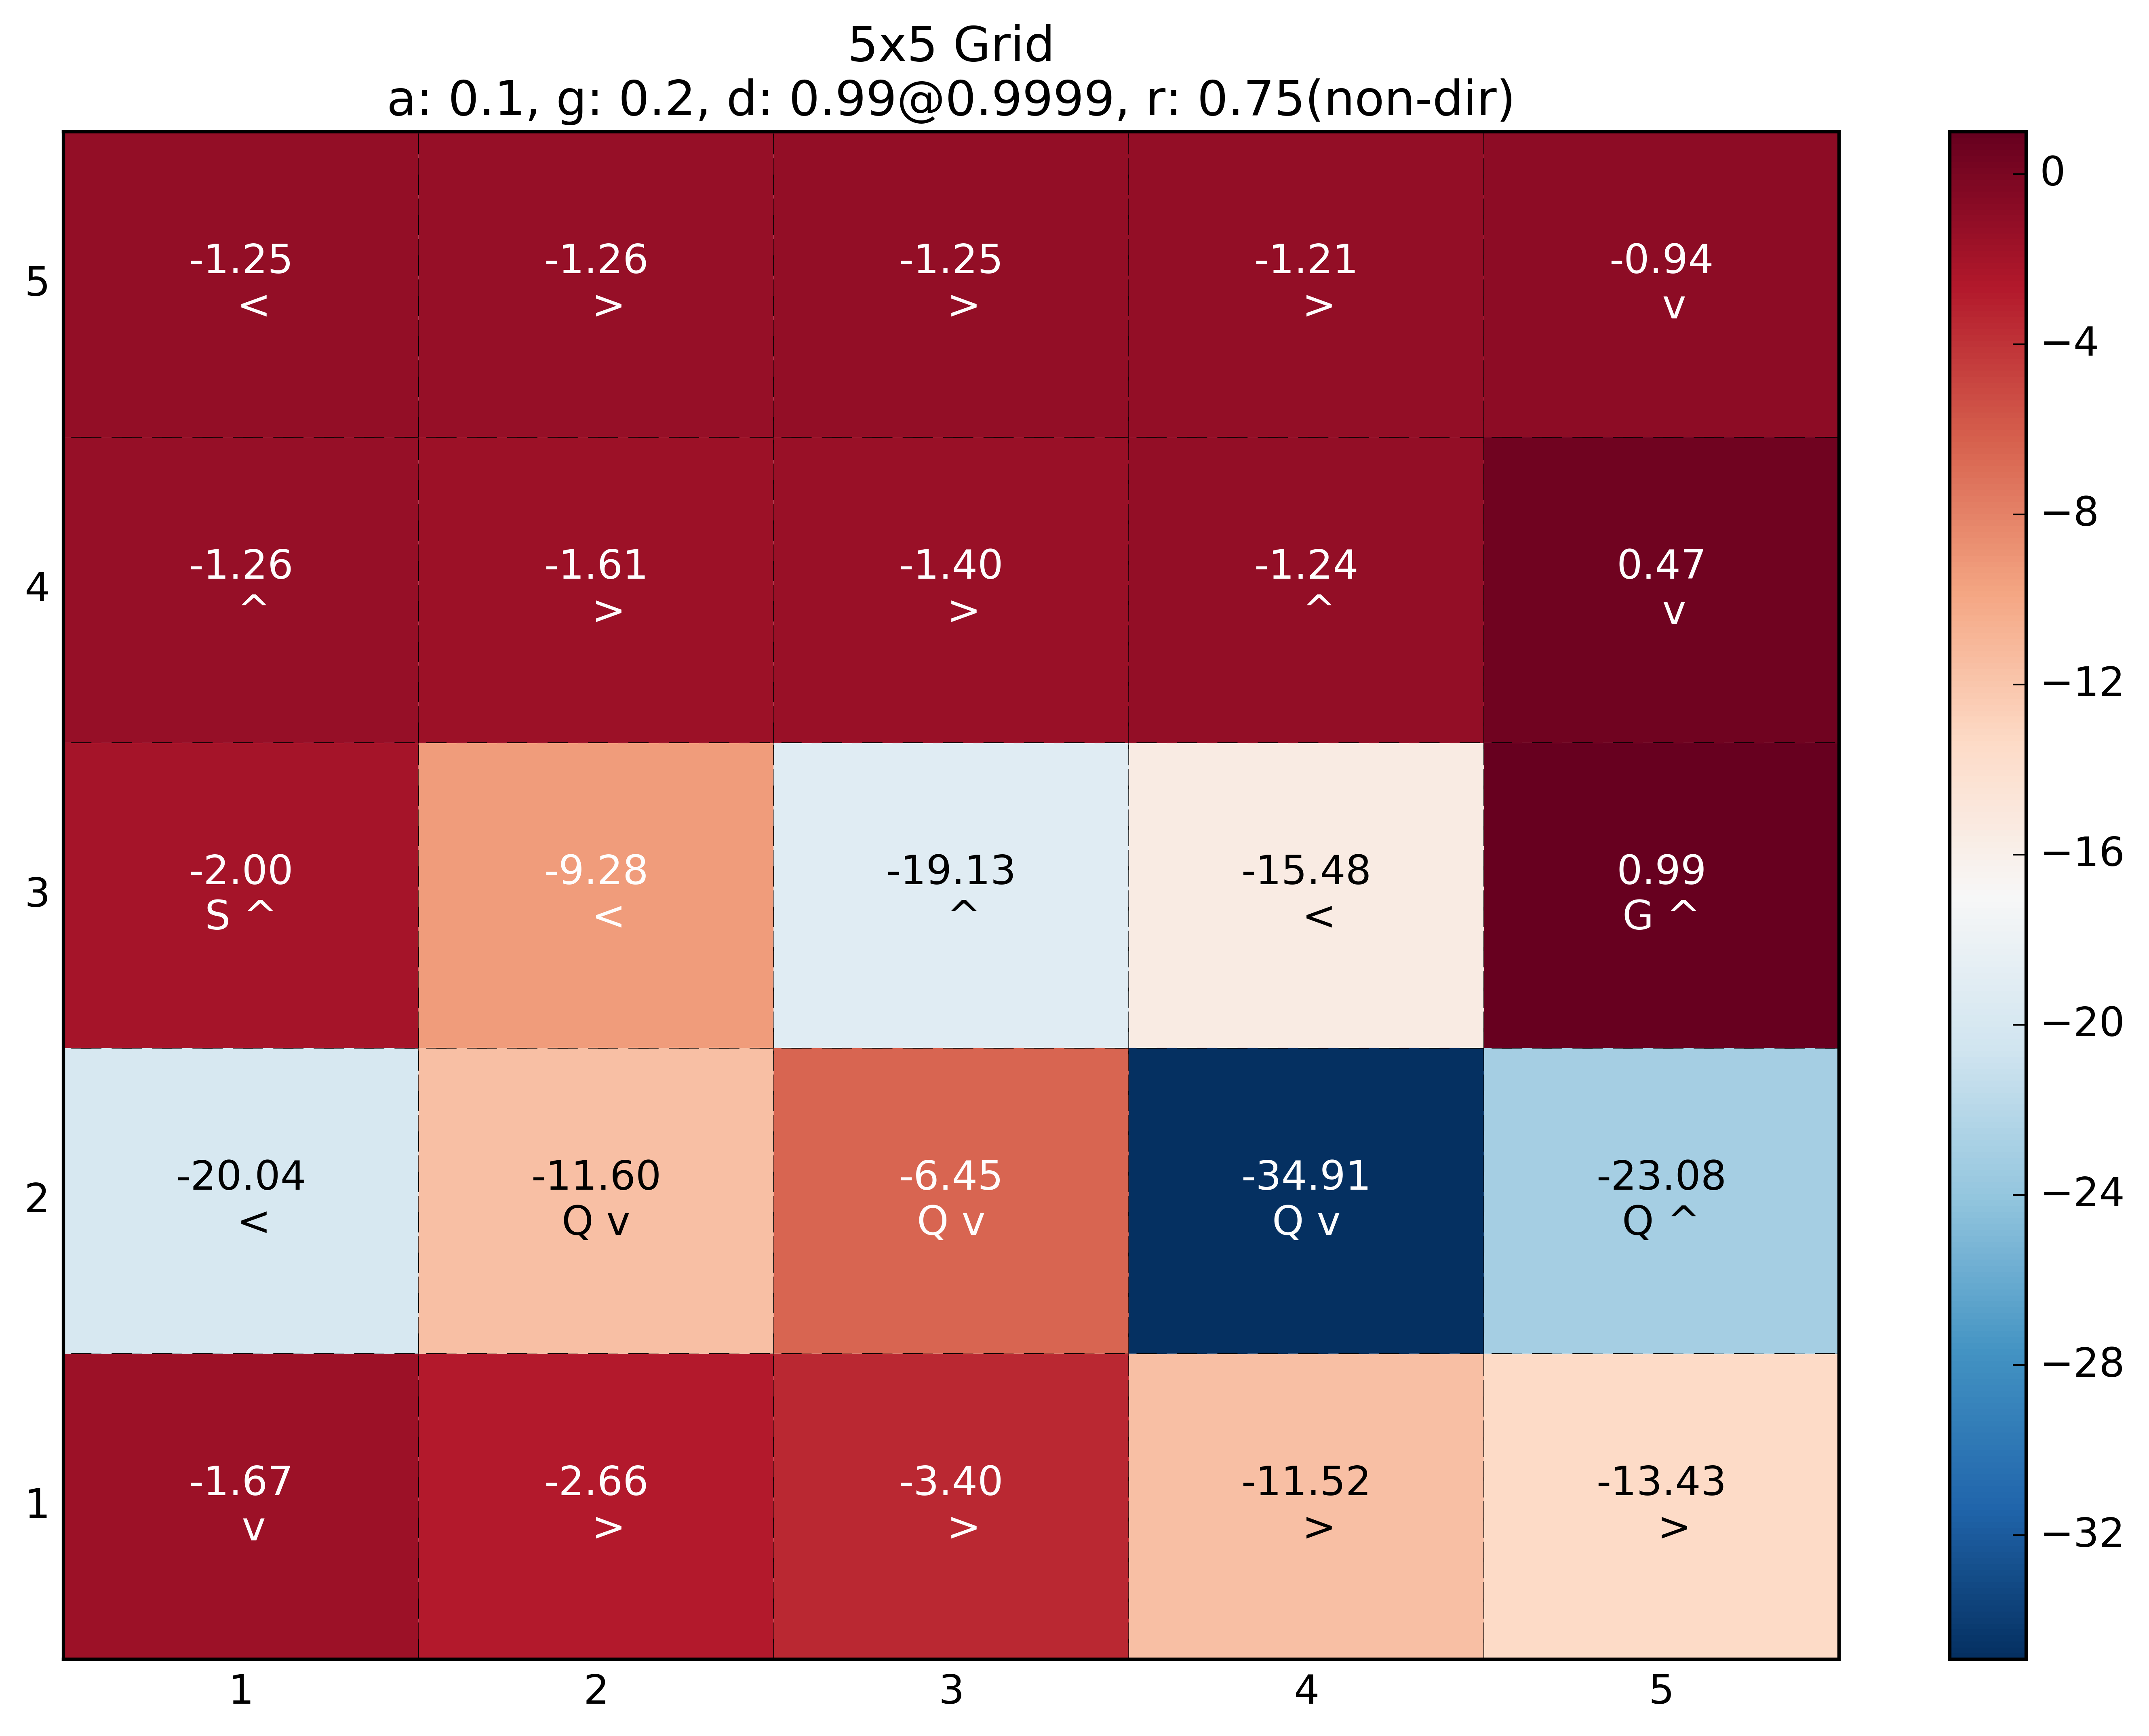 5x5 Grid
a: 0.1, g: 0.2, d: 0.99@0.9999, r: 0.75(non-dir)
5 -1.25 -1.26 -1.25 -1.21 -0.94
< > > > v
4 -1.26 -1.61 -1.40 -1.24 0.47
^ > > ^ v
3 -2.00 -9.28 -19.13 -15.48 0.99
S ^ < ^ < G ^
2 -20.04 -11.60 -6.45 -34.91 -23.08
< Q v Q v Q v Q ^
1 -1.67 -2.66 -3.40 -11.52 -13.43
v > > > >
1 2 3 4 5
0
−4
−8
−12
−16
−20
−24
−28
−32